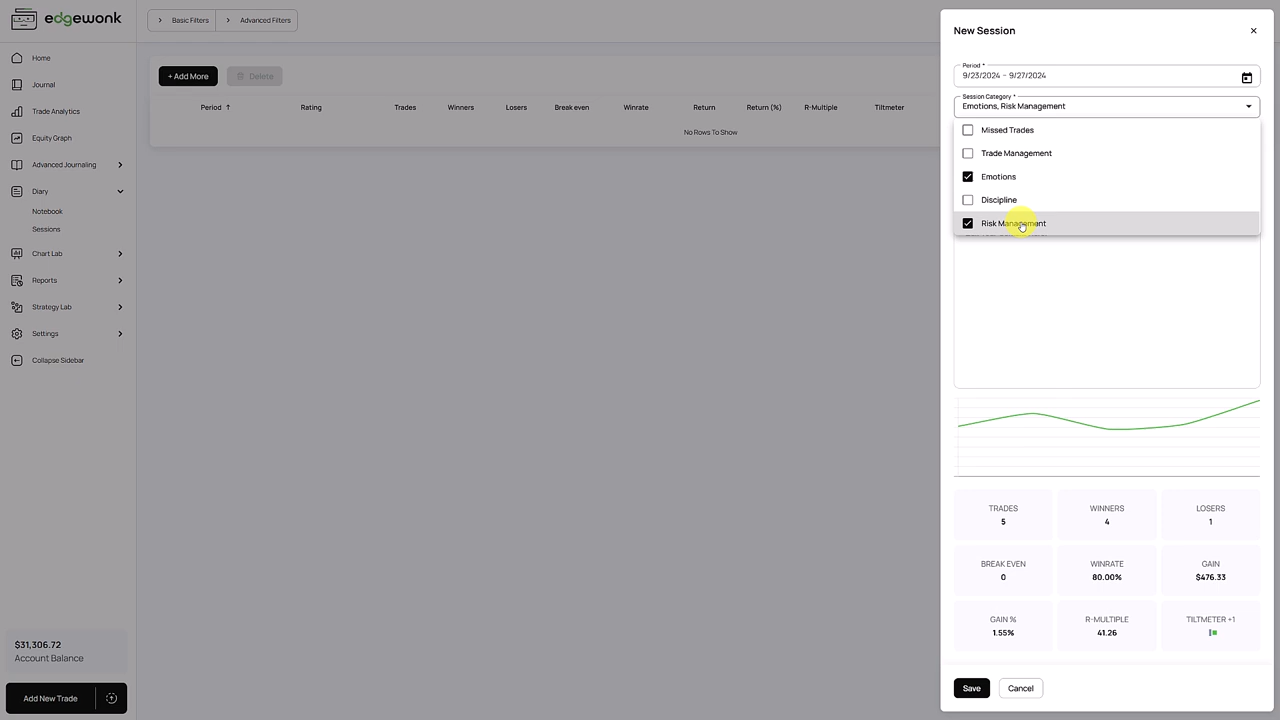 edgewonk
Home
Journal
Trade Analytics
Equity Graph
Advanced Journaling
Diary
Notebook
Sessions
Chart Lab
Reports
Strategy Lab
Settings
Collapse Sidebar
$31,306.72
Account Balance
Add New Trade
Basic Filters
Advanced Filters
+ Add More
Delete
Period Rating Trades Winners Losers Break even Winrate Return Return (%) R-Multiple Tiltmeter
No Rows To Show
New Session
Period *
9/23/2024 – 9/27/2024
Session Category *
Emotions, Risk Management
Missed Trades
Trade Management
Emotions
Discipline
Risk Management
TRADES WINNERS LOSERS
5 4 1
BREAK EVEN WINRATE GAIN
0 80.00% $476.33
GAIN % R-MULTIPLE TILTMETER +1
1.55% 41.26
Save Cancel